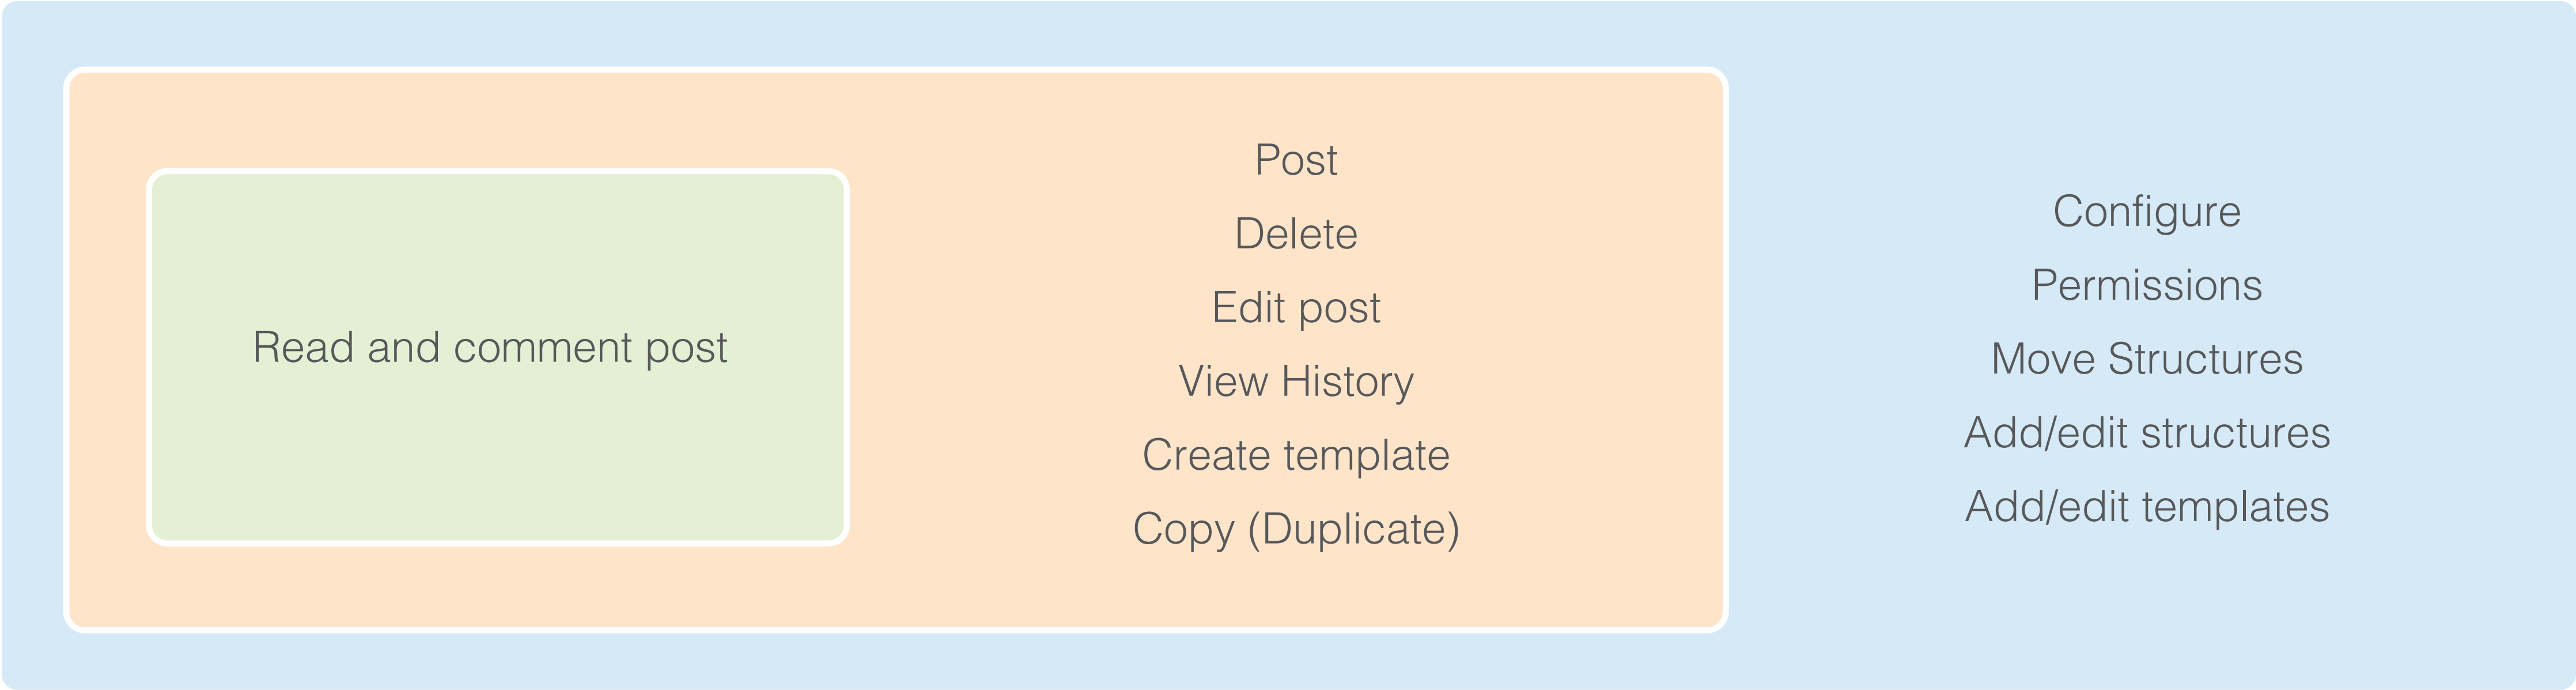 Read and comment post
Post
Delete
Edit post
View History
Create template
Copy (Duplicate)
Configure
Permissions
Move Structures
Add/edit structures
Add/edit templates